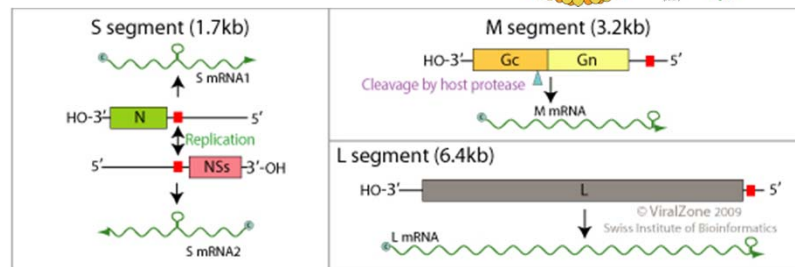 S segment (1.7kb)
c
S mRNA1
HO-3' N 5'
Replication
5' NSs 3'-OH
c
S mRNA2
M segment (3.2kb)
HO-3' Gc Gn 5'
Cleavage by host protease
M mRNA
c
L segment (6.4kb)
HO-3' L 5'
© ViralZone 2009
Swiss Institute of Bioinformatics
L mRNA
c